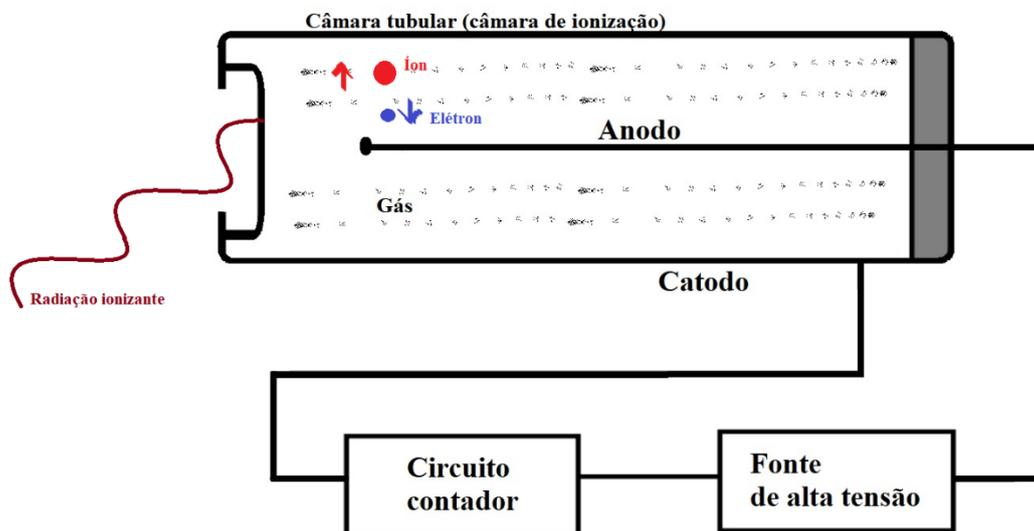 Câmara tubular (câmara de ionização)
Íon
Elétron
Anodo
Gás
Catodo
Radiação ionizante
Circuito
contador
Fonte
de alta tensão